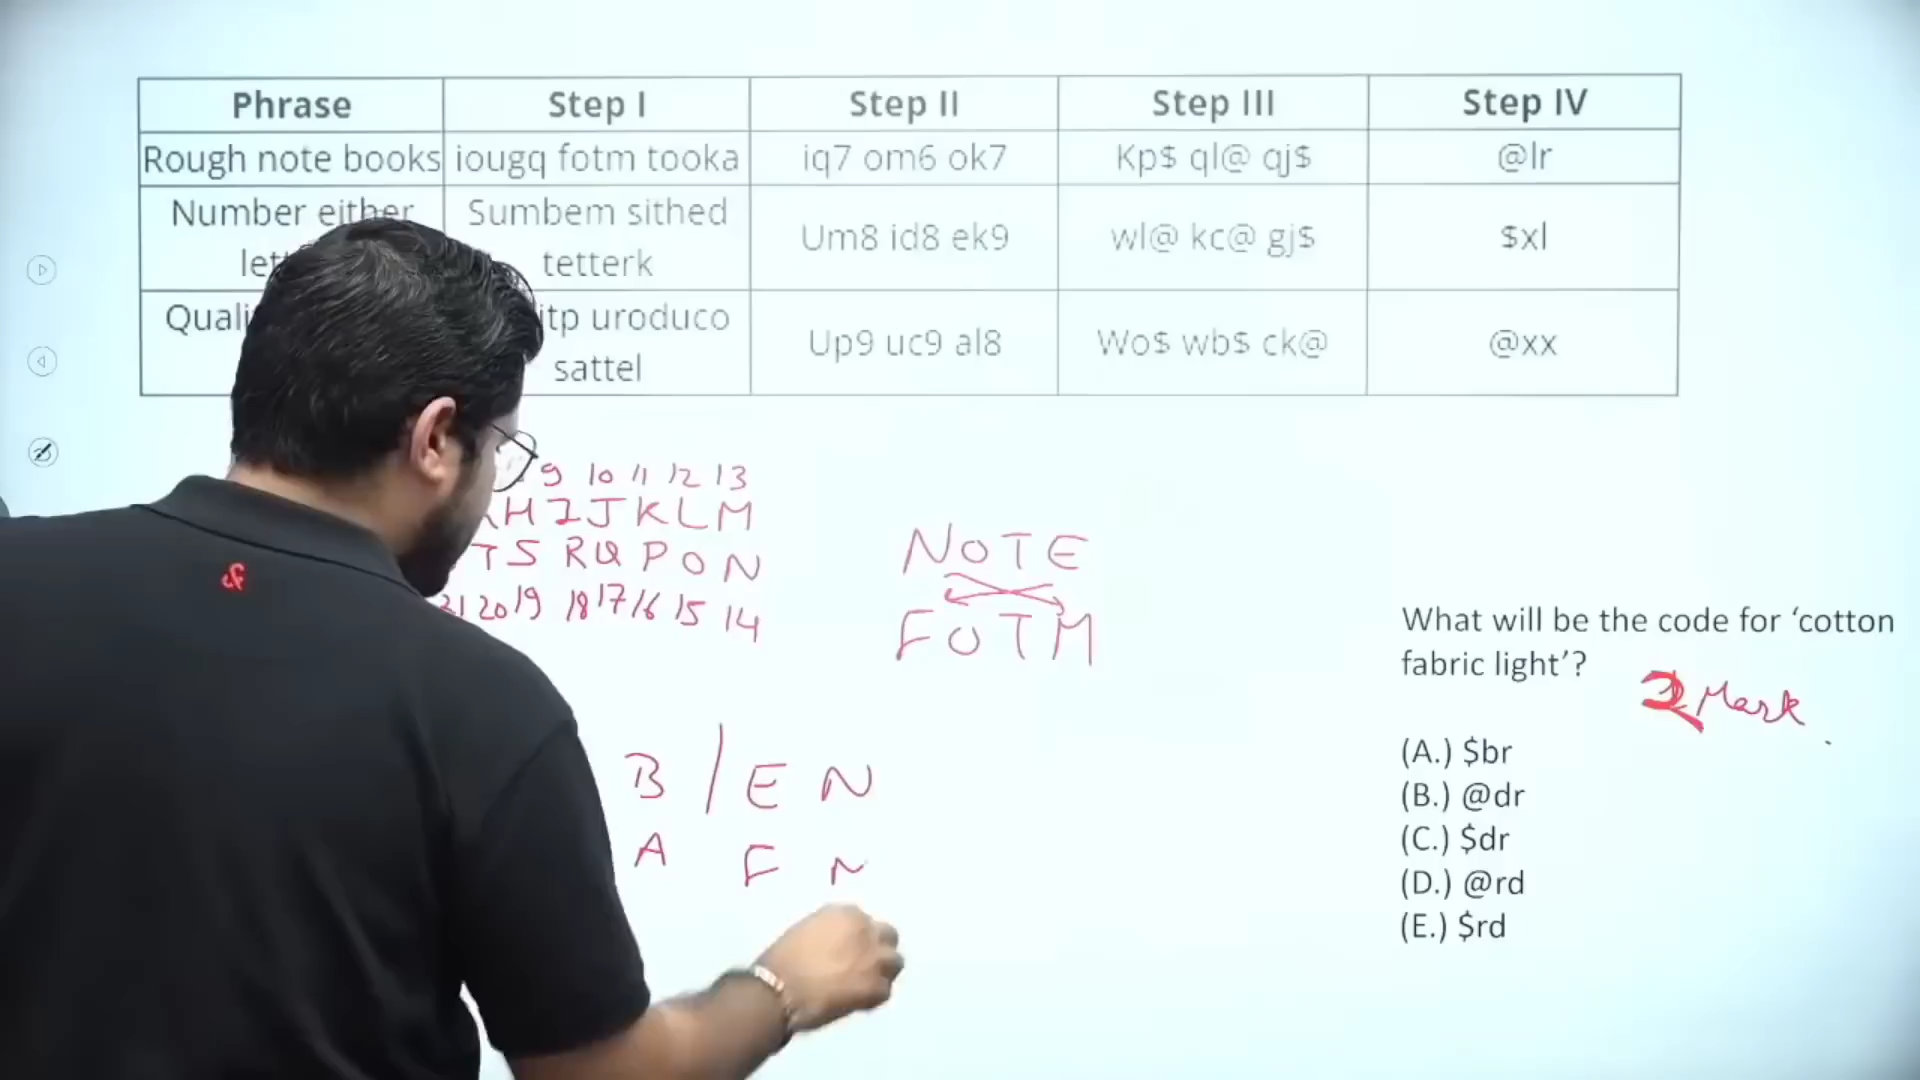 Phrase Step I Step II Step III Step IV
Rough note books iougq fotm tooka iq7 om6 ok7 Kp$ ql@ qj$ @lr
Number either Sumbem sithed
tetterk Um8 id8 ek9 wl@ kc@ gj$ $xl
uroduco
sattel Up9 uc9 al8 Wo$ wb$ ck@ @xx
9 10 11 12 13
H I J K L M
T S R Q P O N
20 19 18 17 16 15 14
NOTE
FOTM
&
B / E N
A F N
What will be the code for ‘cotton
fabric light’?
2 Mark
(A.) $br
(B.) @dr
(C.) $dr
(D.) @rd
(E.) $rd